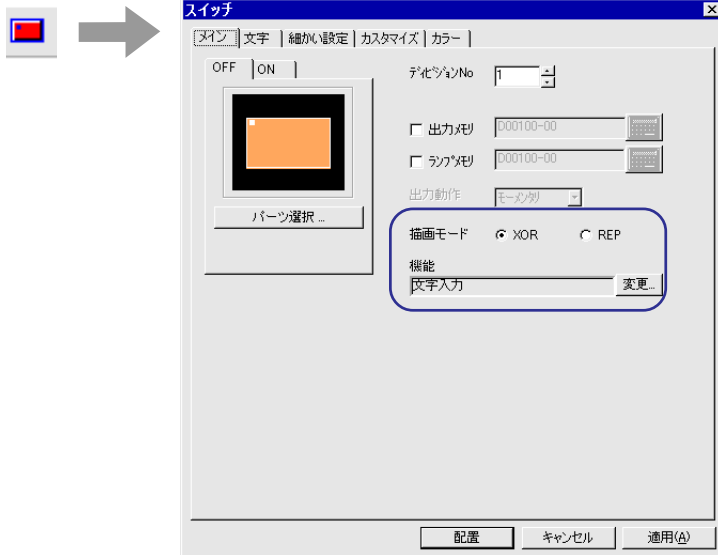 スイッチ
メイン 文字 細かい設定 カスタマイズ カラー
OFF ON
ディビジョンNo 1
出力メモリ D00100-00
ランプメモリ D00100-00
出力動作 モーメンタリ
パーツ選択...
描画モード XOR REP
機能
文字入力 変更...
配置 キャンセル 適用(A)